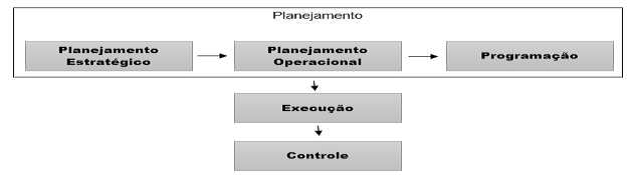 Planejamento
Planejamento
Estratégico
Planejamento
Operacional
Programação
Execução
Controle